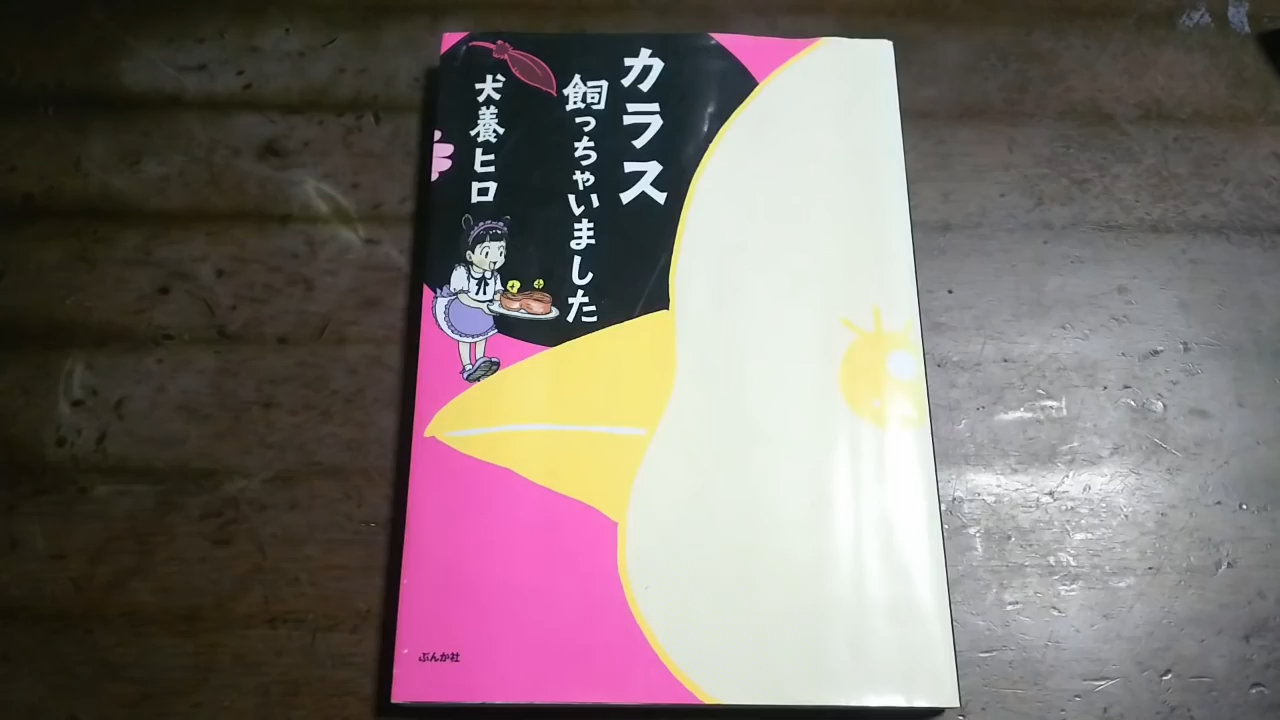 カラス
飼っちゃいました
犬養ヒロ
ぶんか社